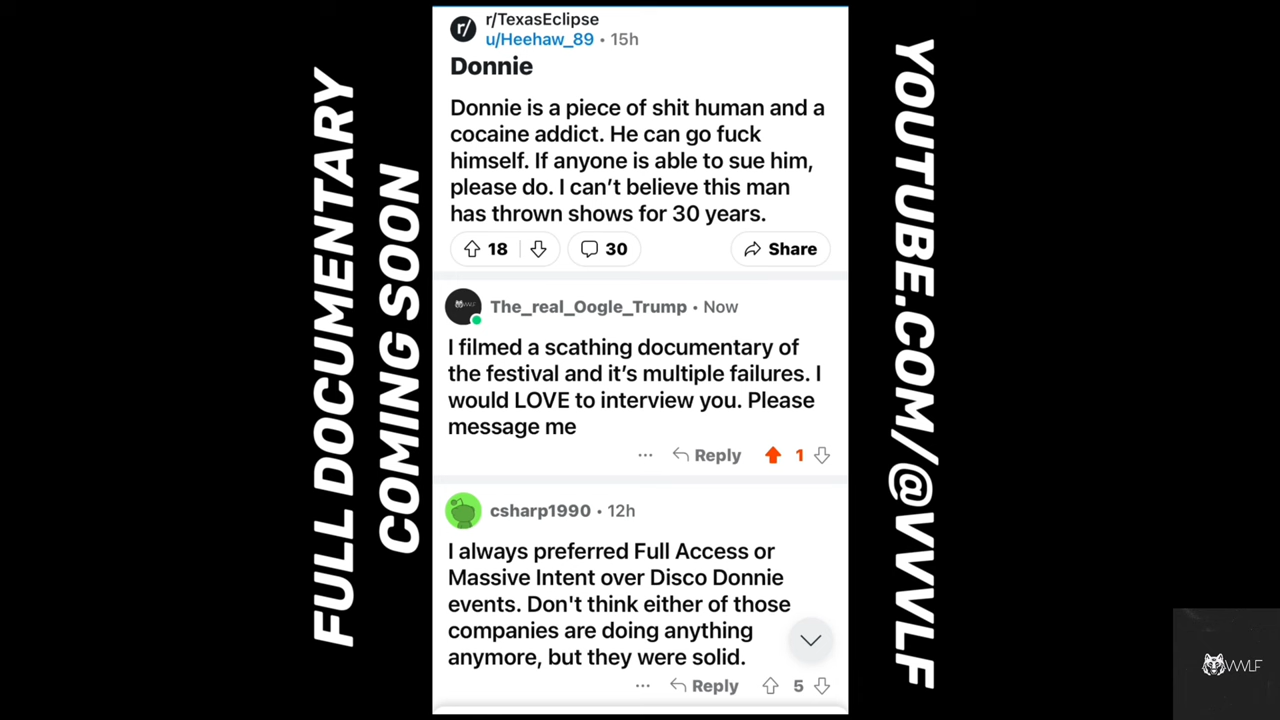 FULL DOCUMENTARY
COMING SOON
r/TexasEclipse
u/Heehaw_89 • 15h
Donnie
Donnie is a piece of shit human and a
cocaine addict. He can go fuck
himself. If anyone is able to sue him,
please do. I can’t believe this man
has thrown shows for 30 years.
18
30
Share
The_real_Oogle_Trump • Now
I filmed a scathing documentary of
the festival and it’s multiple failures. I
would LOVE to interview you. Please
message me
... Reply 1
csharp1990 • 12h
I always preferred Full Access or
Massive Intent over Disco Donnie
events. Don't think either of those
companies are doing anything
anymore, but they were solid.
... Reply 5
YOUTUBE.COM/@VVVLF
VVVLF